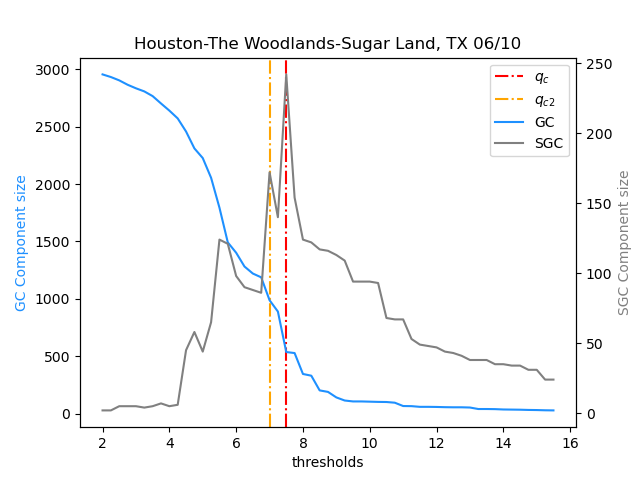 Houston-The Woodlands-Sugar Land, TX 06/10
GC Component size
3000
2500
2000
1500
1000
500
0
q_c
q_{c2}
GC
SGC
250
200
150
100
50
0
SGC Component size
2 4 6 8 10 12 14 16
thresholds